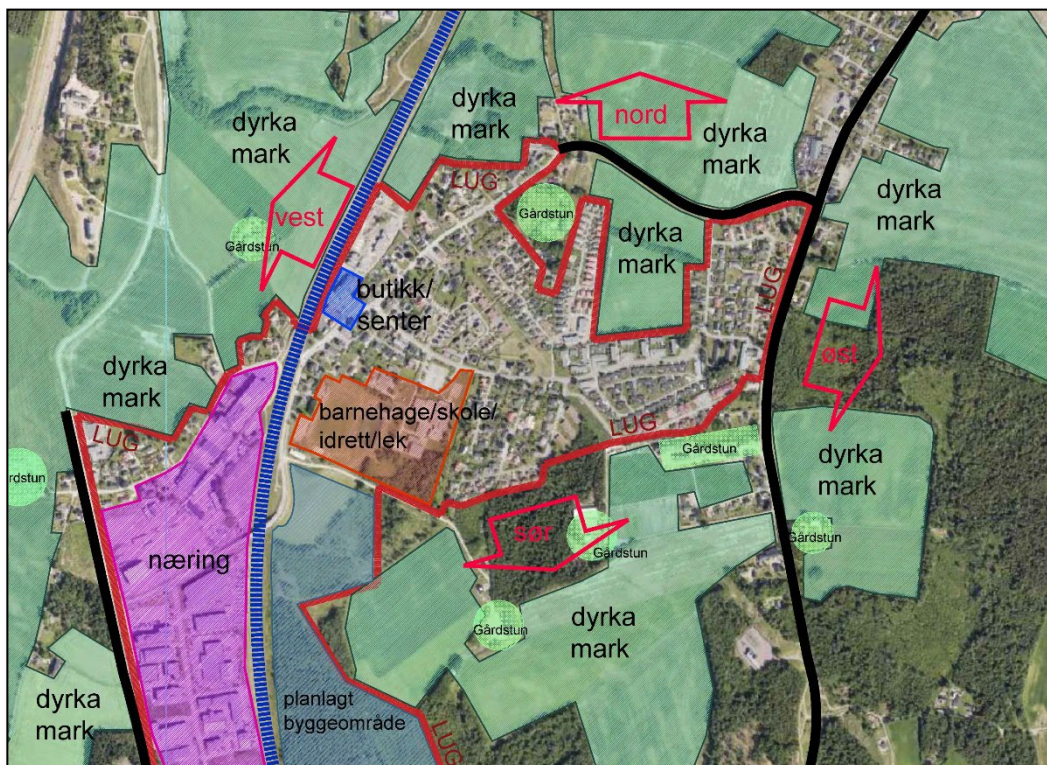 dyrka
mark
dyrka
mark
nord
dyrka
mark
LUG
vest
Gårdstun
Gårdstun
dyrka
mark
dyrka
mark
LUG
butikk/
senter
øst
dyrka
mark
LUG
barnehage/skole/
idrett/lek
LUG
Gårdstun
dyrka
mark
rdstun
næring
sør
Gårdstun
Gårdstun
Gårdstun
dyrka
mark
dyrka
mark
planlagt
byggeområde
LUG